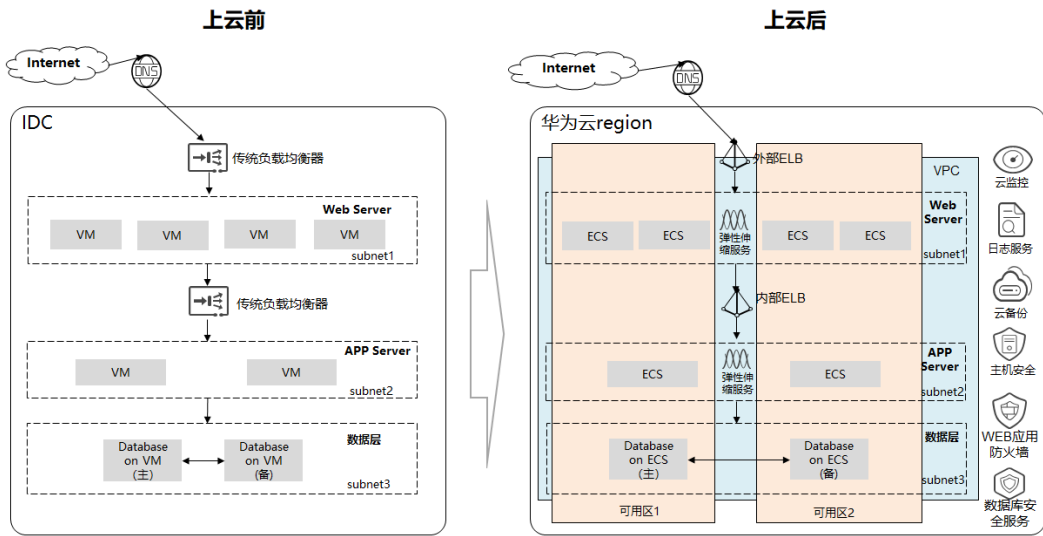 上云前
Internet
DNS
IDC
传统负载均衡器
Web Server
VM
VM
VM
VM
subnet1
传统负载均衡器
APP Server
VM
VM
subnet2
数据层
Database
on VM
(主)
Database
on VM
(备)
subnet3
上云后
Internet
DNS
华为云region
外部ELB
VPC
Web
Server
ECS
ECS
弹性伸
缩服务
ECS
ECS
subnet1
内部ELB
APP
Server
ECS
弹性伸
缩服务
ECS
subnet2
数据层
Database
on ECS
(主)
Database
on ECS
(备)
subnet3
可用区1
可用区2
云监控
日志服务
云备份
主机安全
WEB应用
防火墙
数据库安
全服务